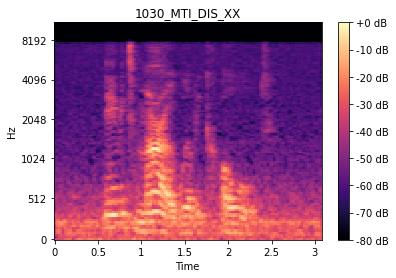 1030_MTI_DIS_XX
8192
4096
2048
1024
512
0
Hz
0 0.5 1 1.5 2 2.5 3
Time
+0 dB
-10 dB
-20 dB
-30 dB
-40 dB
-50 dB
-60 dB
-70 dB
-80 dB